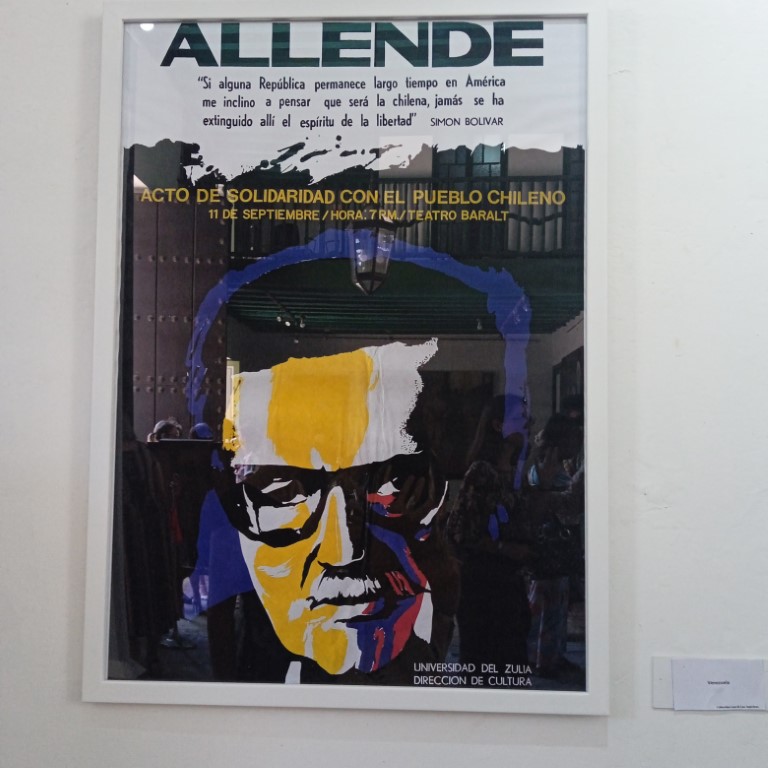 ALLENDE
“Si alguna República permanece largo tiempo en América
me inclino a pensar que será la chilena, jamás se ha
extinguido allí el espíritu de la libertad” SIMON BOLIVAR
ACTO DE SOLIDARIDAD CON EL PUEBLO CHILENO
11 DE SEPTIEMBRE / HORA: 7 P.M. / TEATRO BARALT
UNIVERSIDAD DEL ZULIA
DIRECCION DE CULTURA
Venezuela